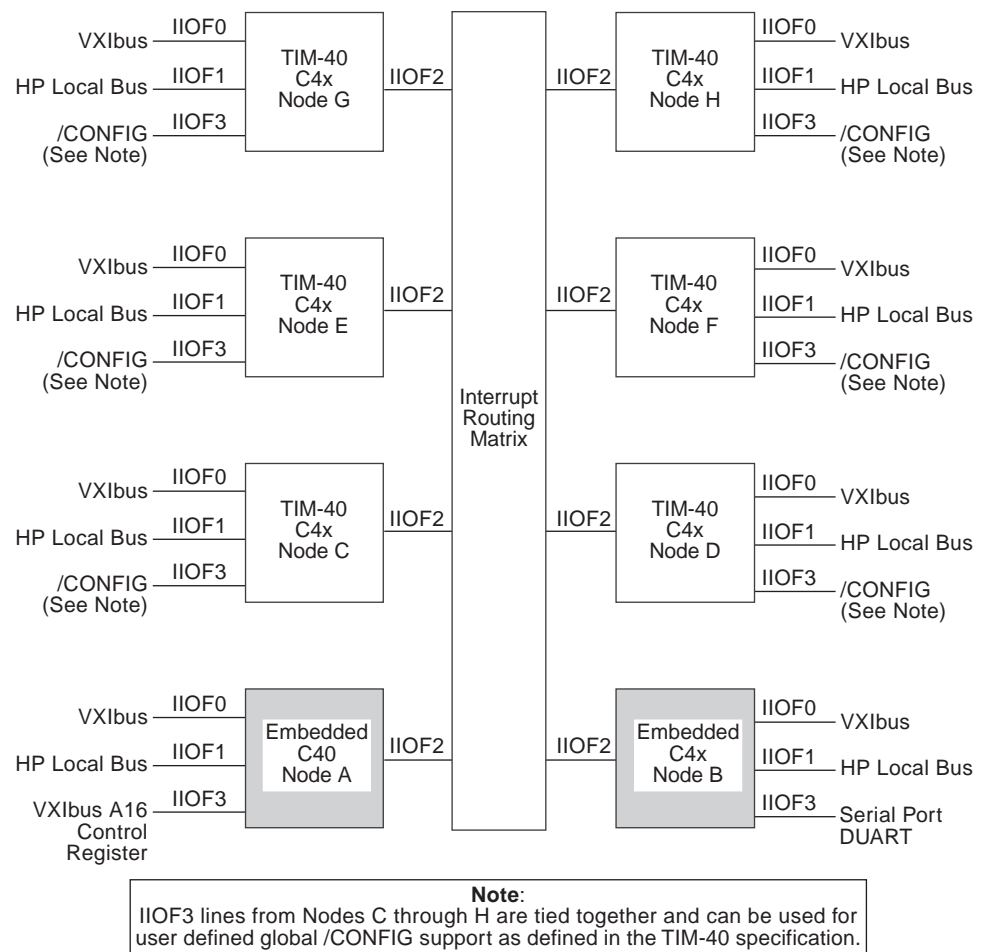 VXIbus
IIOF0
HP Local Bus
IIOF1
/CONFIG
(See Note)
IIOF3
TIM-40
C4x
Node G
IIOF2
IIOF2
TIM-40
C4x
Node H
IIOF0
VXIbus
IIOF1
HP Local Bus
IIOF3
/CONFIG
(See Note)
VXIbus
IIOF0
HP Local Bus
IIOF1
/CONFIG
(See Note)
IIOF3
TIM-40
C4x
Node E
IIOF2
IIOF2
TIM-40
C4x
Node F
IIOF0
VXIbus
IIOF1
HP Local Bus
IIOF3
/CONFIG
(See Note)
Interrupt
Routing
Matrix
VXIbus
IIOF0
HP Local Bus
IIOF1
/CONFIG
(See Note)
IIOF3
TIM-40
C4x
Node C
IIOF2
IIOF2
TIM-40
C4x
Node D
IIOF0
VXIbus
IIOF1
HP Local Bus
IIOF3
/CONFIG
(See Note)
VXIbus
IIOF0
HP Local Bus
IIOF1
VXIbus A16
Control
Register
IIOF3
Embedded
C40
Node A
IIOF2
IIOF2
Embedded
C4x
Node B
IIOF0
VXIbus
IIOF1
HP Local Bus
IIOF3
Serial Port
DUART
Note:
IIOF3 lines from Nodes C through H are tied together and can be used for
user defined global /CONFIG support as defined in the TIM-40 specification.